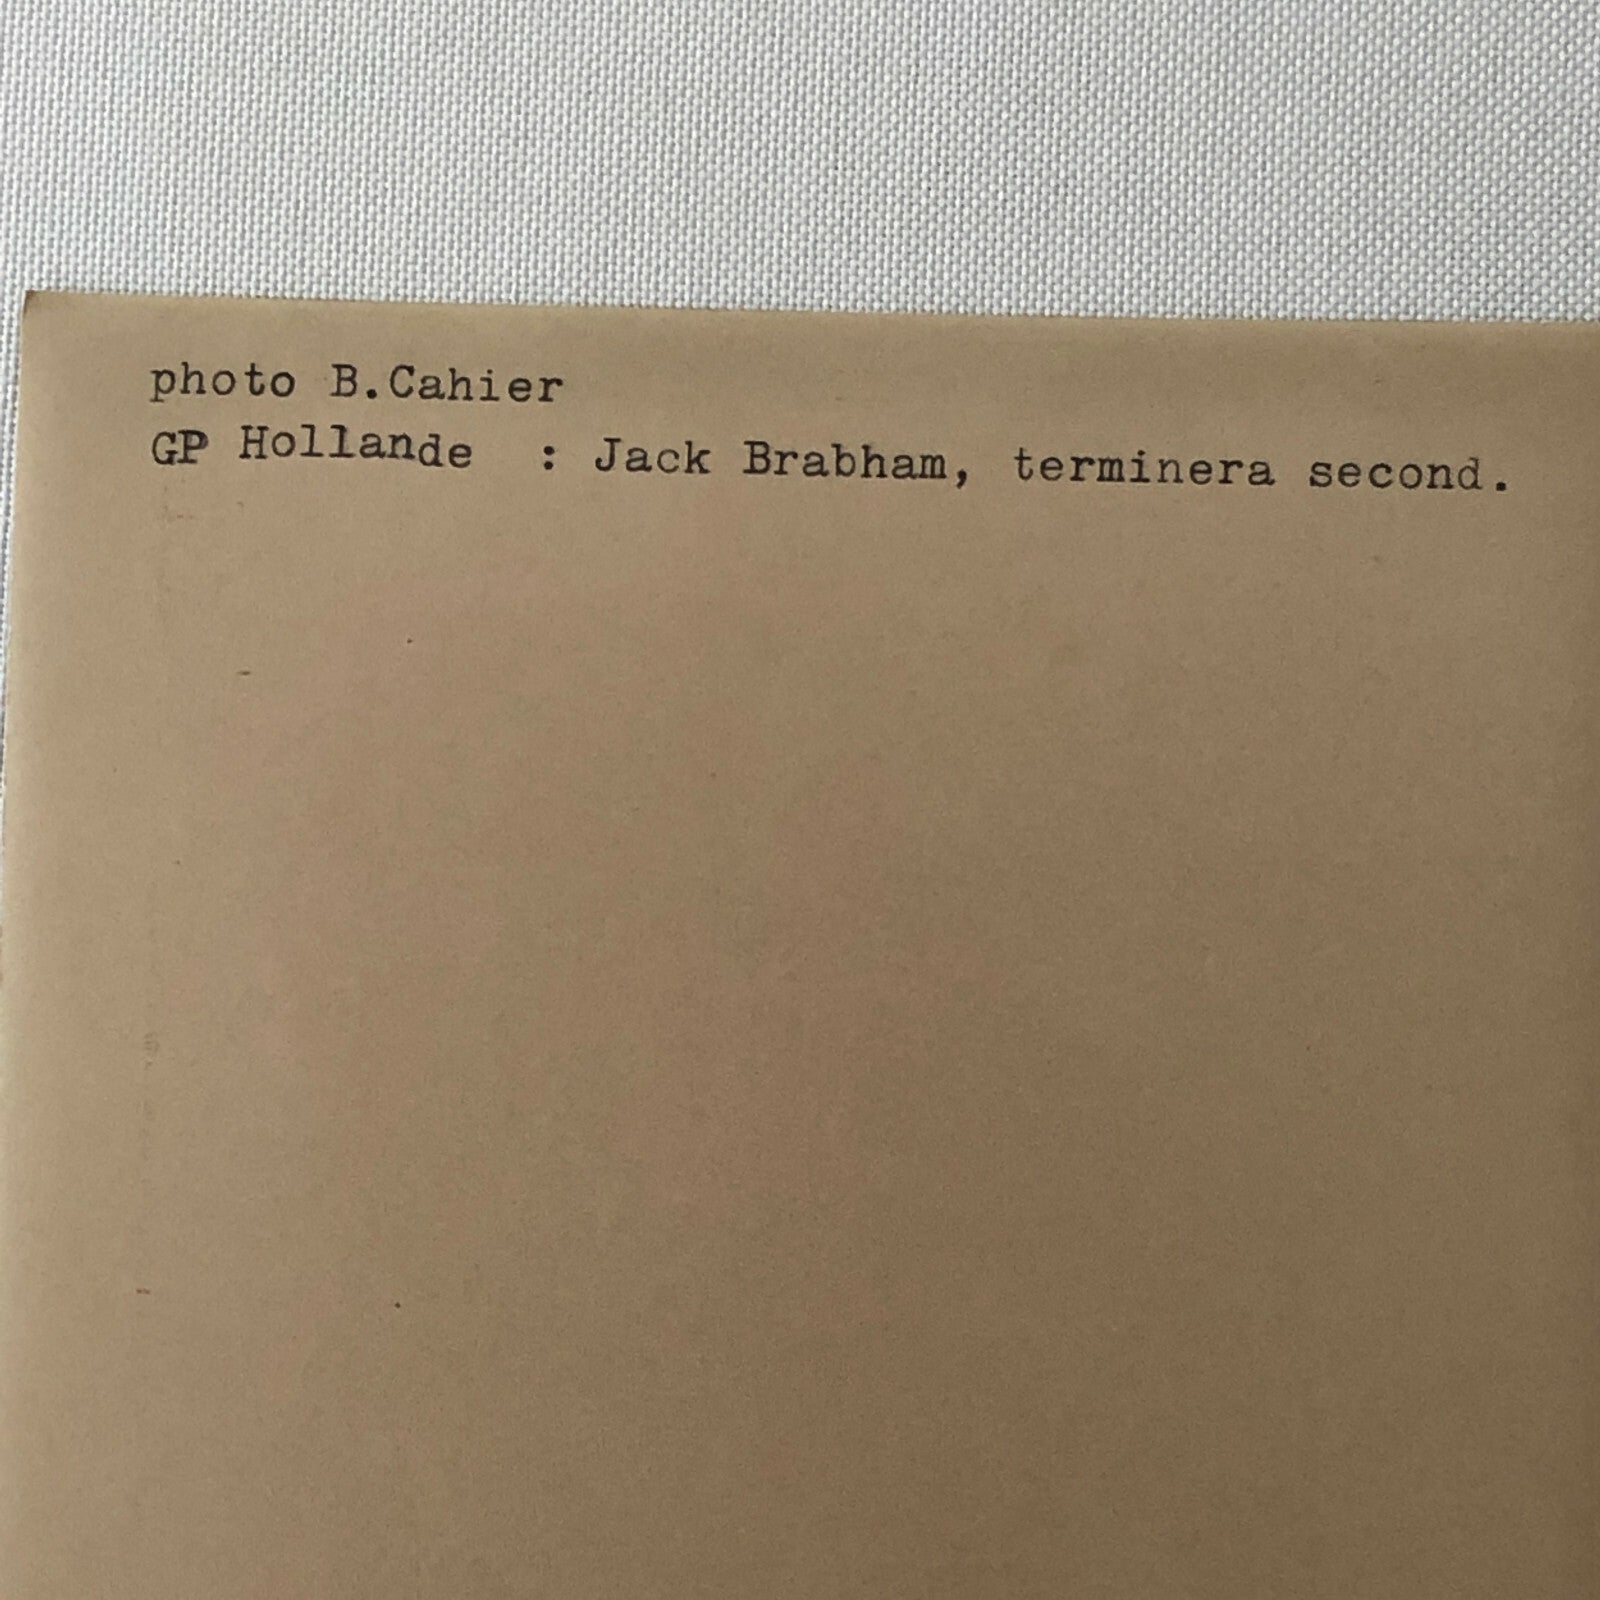 photo B.Cahier
GP Hollande : Jack Brabham, terminera second.